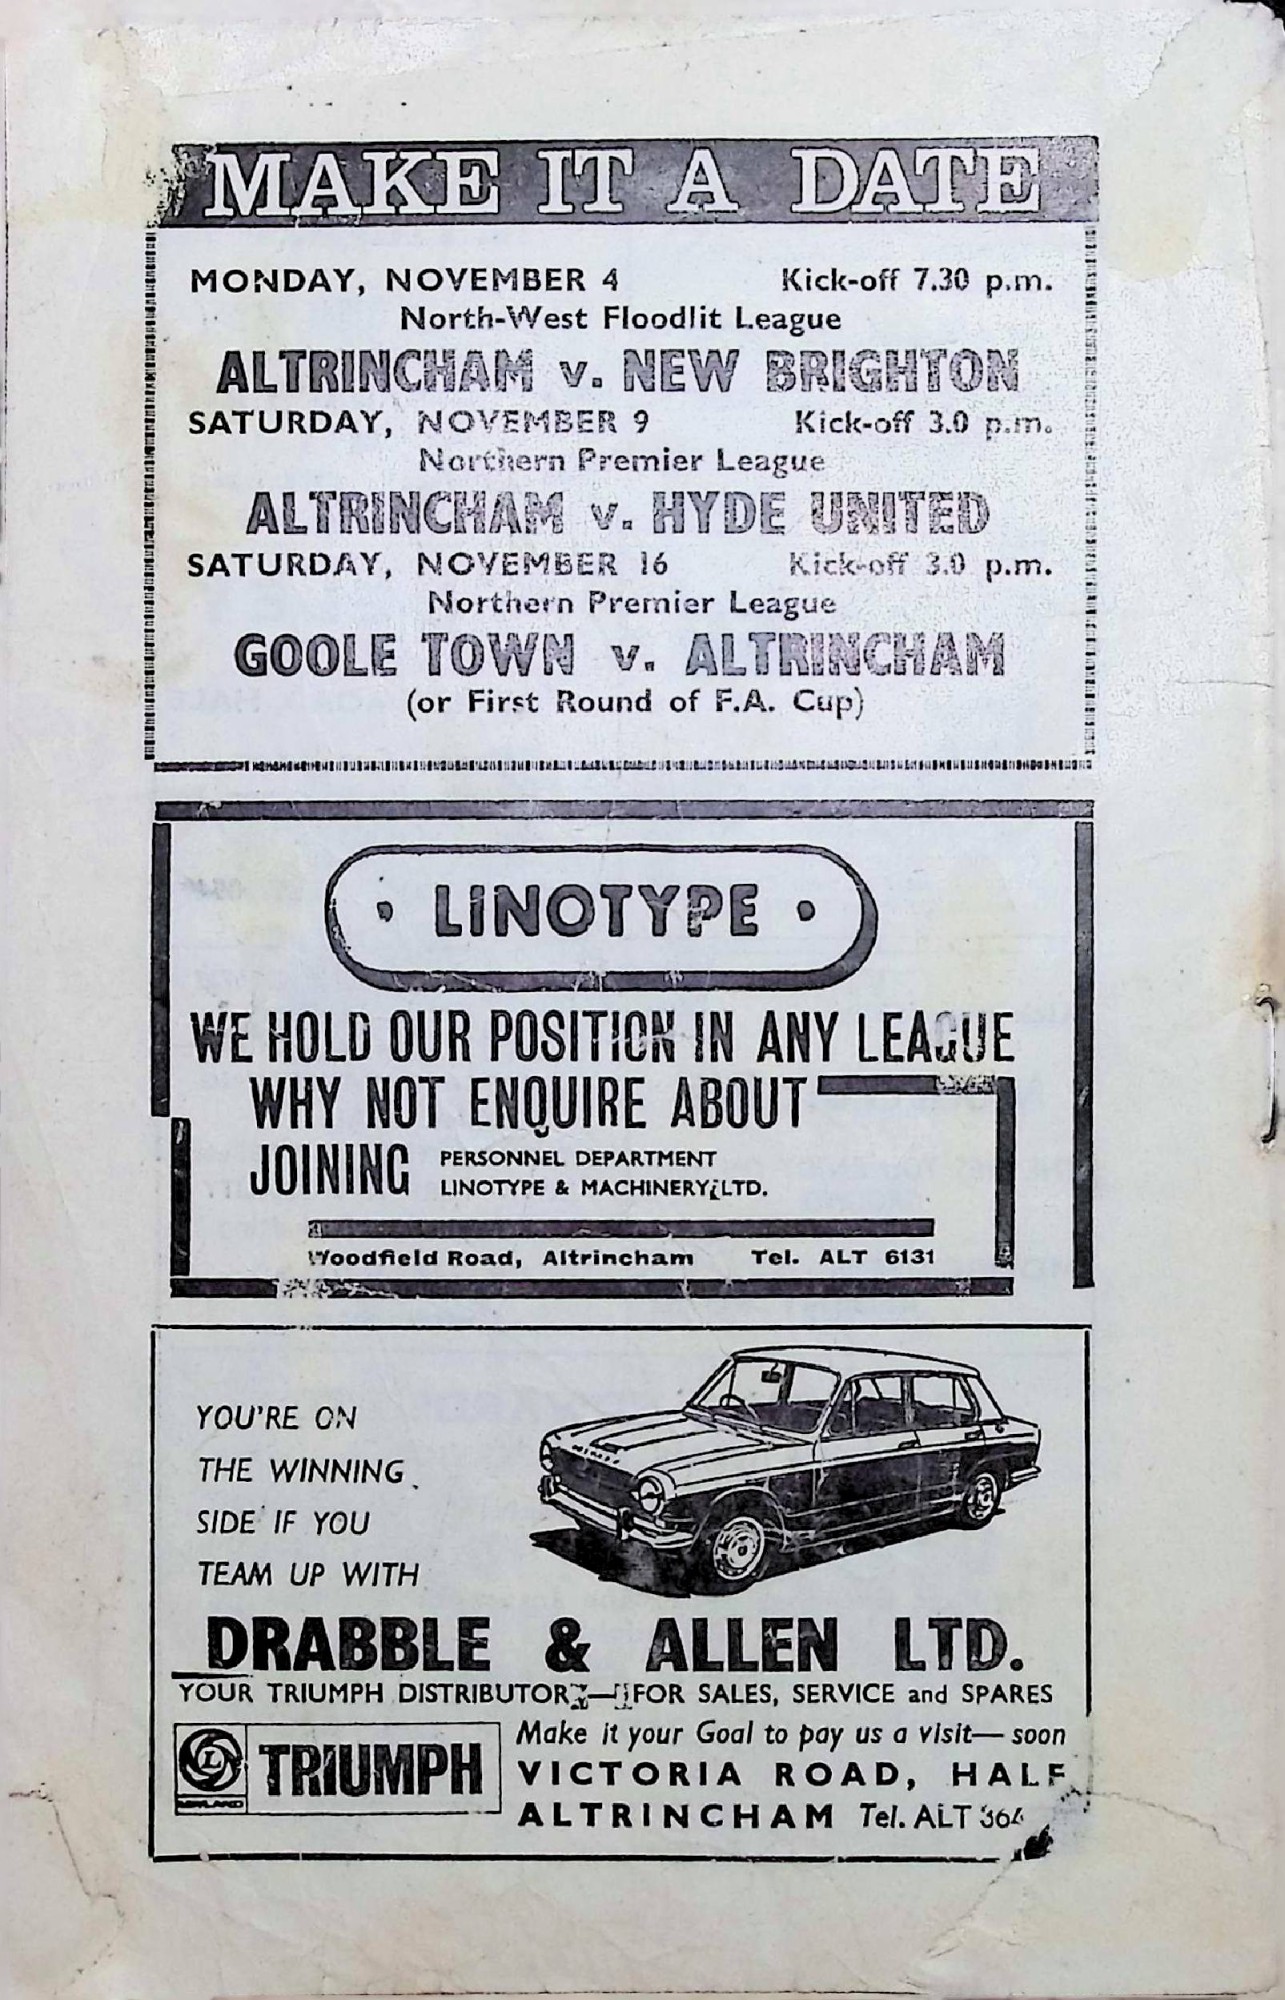 MAKE IT A DATE
MONDAY, NOVEMBER 4 Kick-off 7.30 p.m.
North-West Floodlit League
ALTRINCHAM v. NEW BRIGHTON
SATURDAY, NOVEMBER 9 Kick-off 3.0 p.m.
Northern Premier League
ALTRINCHAM v. HYDE UNITED
SATURDAY, NOVEMBER 16 Kick-off 3.0 p.m.
Northern Premier League
GOOLE TOWN v. ALTRINCHAM
(or First Round of F.A. Cup)
LINOTYPE
WE HOLD OUR POSITION IN ANY LEAGUE
WHY NOT ENQUIRE ABOUT
JOINING
PERSONNEL DEPARTMENT
LINOTYPE & MACHINERY LTD.
Woodfield Road, Altrincham Tel. ALT 6131
YOU'RE ON
THE WINNING
SIDE IF YOU
TEAM UP WITH
DRABBLE & ALLEN LTD.
YOUR TRIUMPH DISTRIBUTOR—FOR SALES, SERVICE and SPARES
L
LEYLAND
TRIUMPH
Make it your Goal to pay us a visit—soon
VICTORIA ROAD, HALE
ALTRINCHAM Tel. ALT